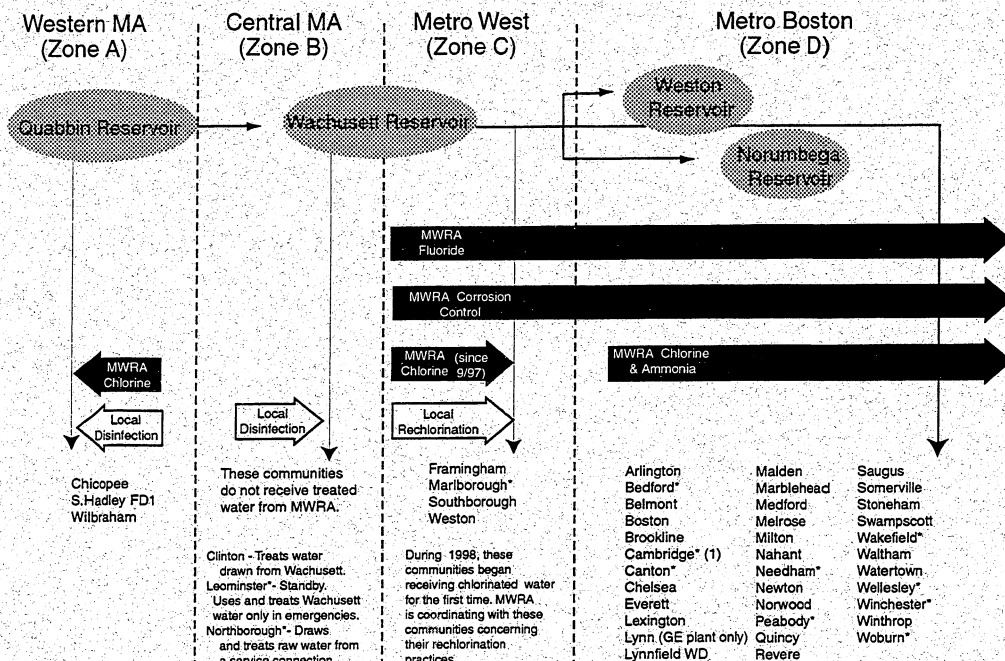 Western MA
(Zone A)
Central MA
(Zone B)
Metro West
(Zone C)
Metro Boston
(Zone D)
Quabbin Reservoir
Wachusett Reservoir
Weston
Reservoir
Norumbega
Reservoir
MWRA
Fluoride
MWRA Corrosion
Control
MWRA
Chlorine
MWRA (since
Chlorine 9/97)
MWRA Chlorine
& Ammonia
Local
Disinfection
Local
Disinfection
Local
Rechlorination
Chicopee
S.Hadley FD1
Wilbraham
These communities
do not receive treated
water from MWRA.
Clinton - Treats water
drawn from Wachusett.
Leominster*- Standby.
Uses and treats Wachusett
water only in emergencies.
Northborough*- Draws
and treats raw water from
a service connection
Framingham
Marlborough*
Southborough
Weston
During 1998, these
communities began
receiving chlorinated water
for the first time. MWRA
is coordinating with these
communities concerning
their rechlorination
practices.
Arlington
Bedford*
Belmont
Boston
Brookline
Cambridge* (1)
Canton*
Chelsea
Everett
Lexington
Lynn (GE plant only)
Lynnfield WD
Malden
Marblehead
Medford
Melrose
Milton
Nahant
Needham*
Newton
Norwood
Peabody*
Quincy
Revere
Saugus
Somerville
Stoneham
Swampscott
Wakefield*
Waltham
Watertown
Wellesley*
Winchester*
Winthrop
Woburn*